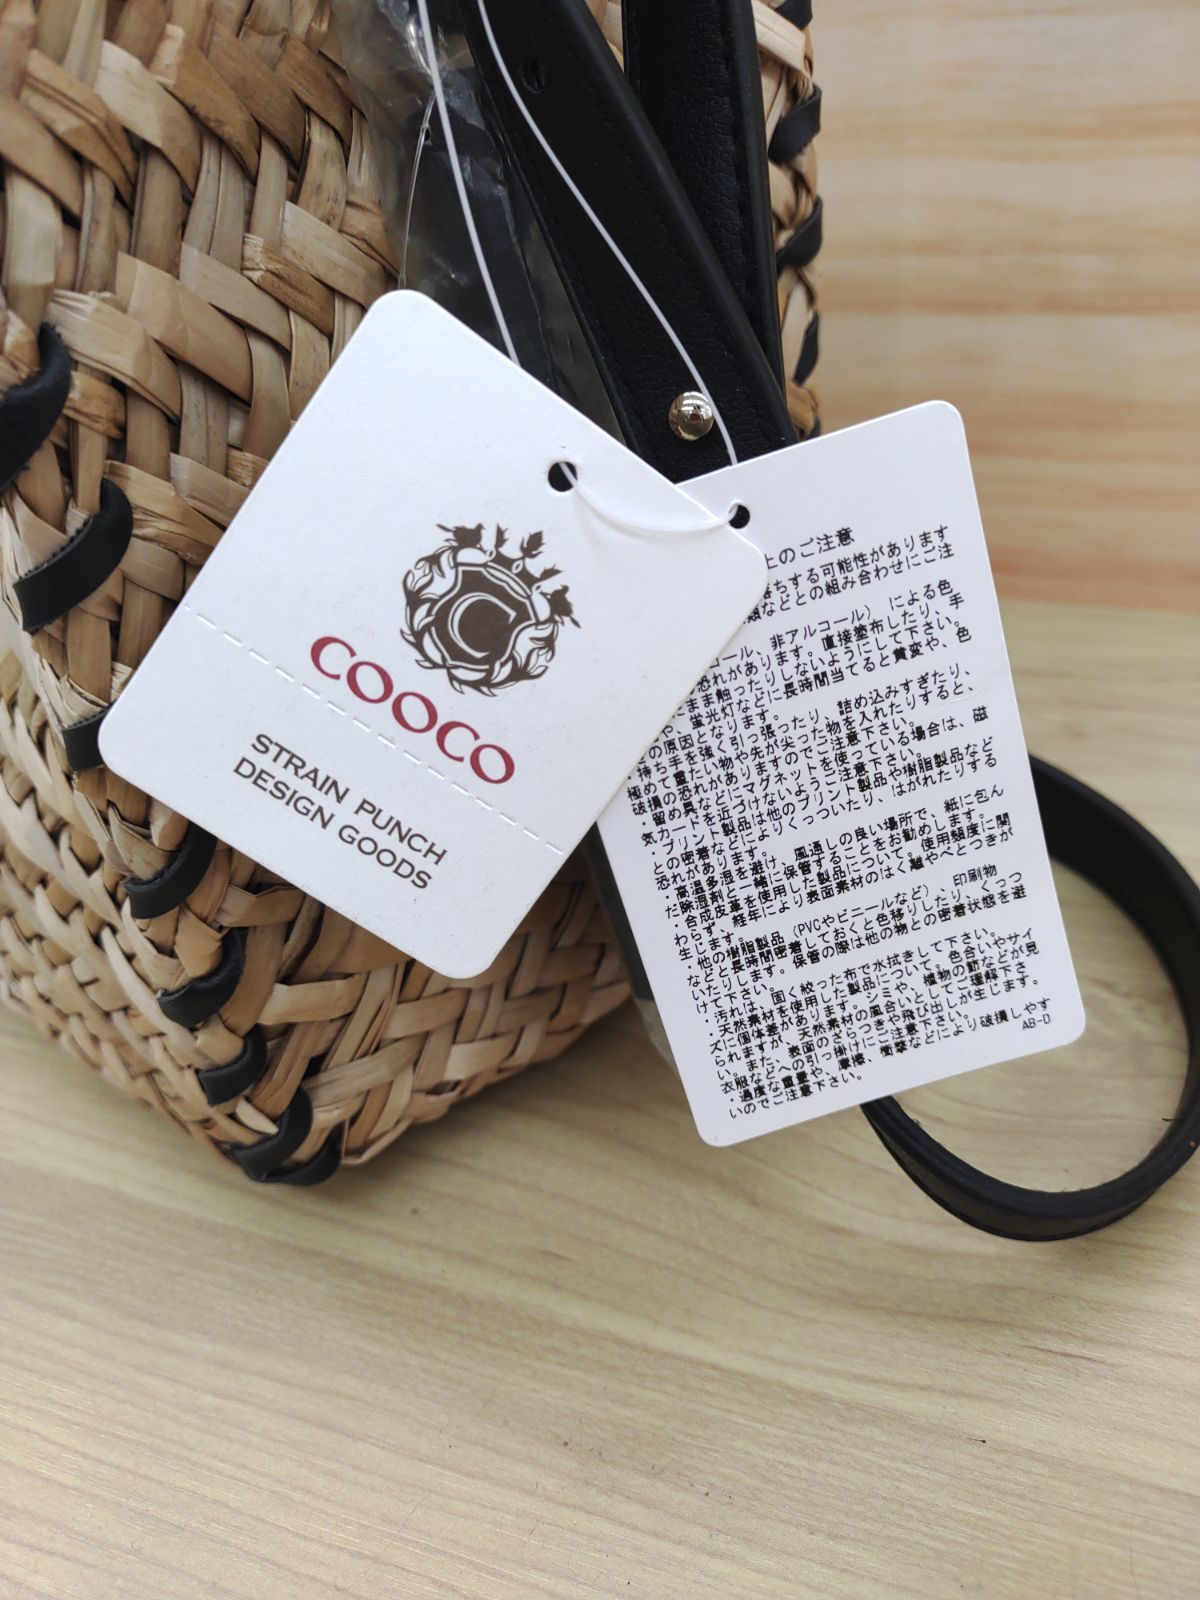 COOCO
STRAIN PUNCH
DESIGN GOODS
上のご注意
ちする可能性があります
類などとの組み合わせにご注
ール、非アルコール）による色
恐れがあります。直接塗布したり、手
まま触ったりしないようにして下さい。
や、蛍光灯などに長時間当てると黄変や、色
の原因となります。
・持ち手を強く引っ張ったり、詰め込みすぎたり、
極めて重たい物や先が尖った物を入れたりすると、
破損の恐れがありますのでご注意下さい。
・留め具などにマグネットを使っている場合は、磁
気カードを近づけないようご注意下さい。
・プリント製品は他のプリント製品や樹脂製品など
との密着などによりくっついたり、はがれたりする
恐れがあります。
・高温多湿を避け、風通しの良い場所で、紙に包ん
だ除湿剤と一緒に保管することをお勧めします。
・合成皮革を使用した製品について。使用頻度に関
わらず、経年により表面素材のはく離やべとつきが
生じます。
・他の樹脂製品（PVCやビニールなど）、印刷物
などと長時間密着しておくと色移りしたり、くっつ
いたりします。保管の際は他の物との密着状態を避
けて下さい。
・汚れは、固く絞った布で水拭きして下さい。
・天然素材を使用した製品について、色合いやサイ
ズに個体差があります。シミや、植物の節などが見
られますが、天然素材の風合いとしてご理解下さ
い。また、表面のざらつきや飛び出しが生じます。
衣服などへの引っ掛けにご注意下さい。
・過度な重量や、摩擦、衝撃などにより破損しやす
いのでご注意下さい。
AB-D